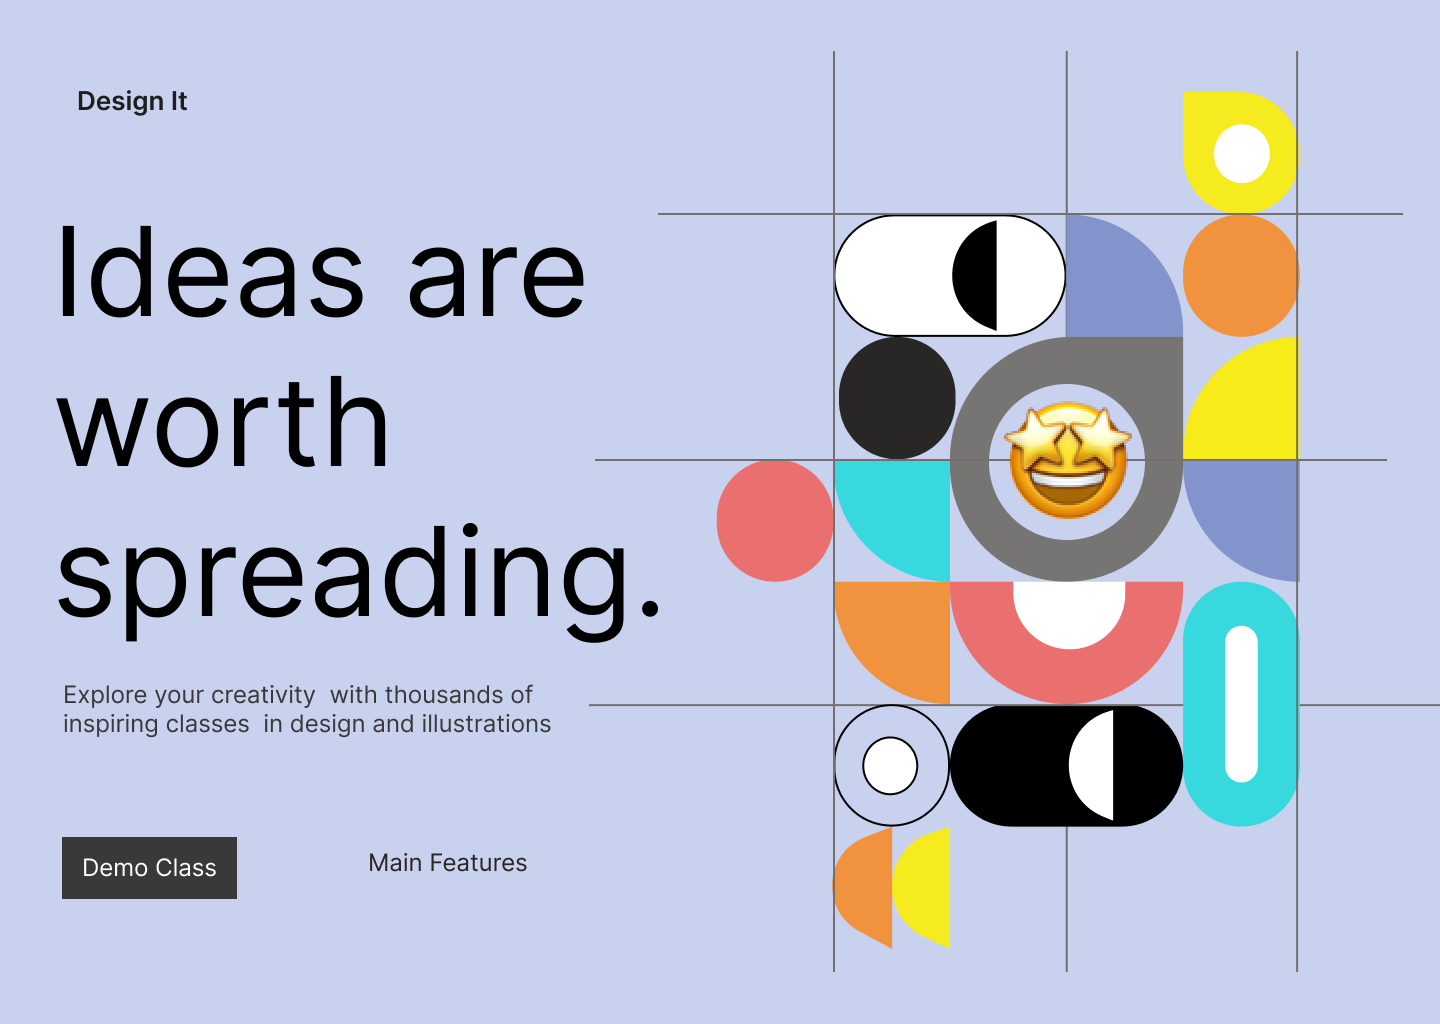 Design It
Ideas are
worth
spreading.
Explore your creativity  with thousands of
inspiring classes  in design and illustrations
Demo Class
Main Features